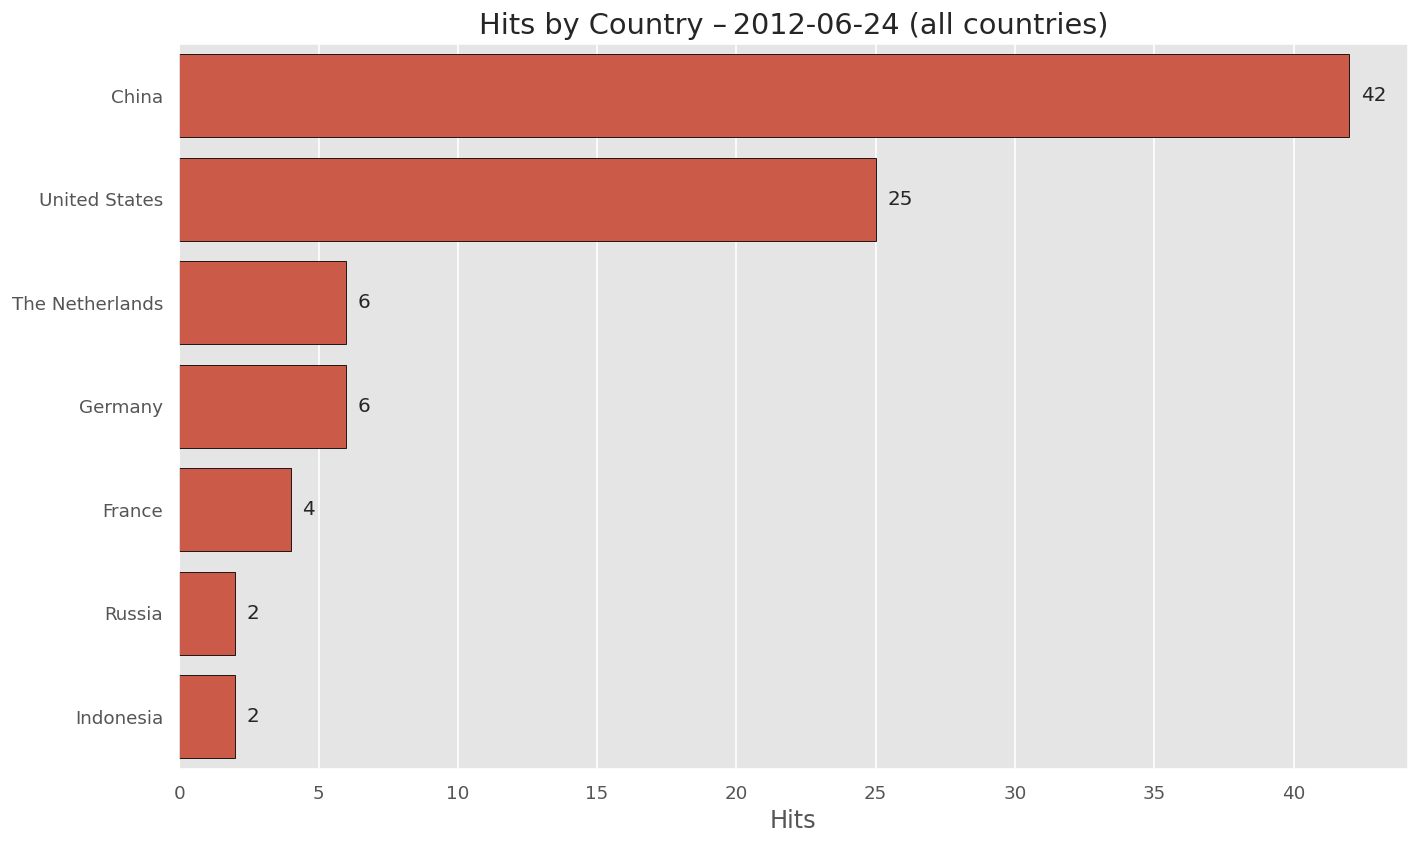 Hits by Country – 2012-06-24 (all countries)
China 42
United States 25
The Netherlands 6
Germany 6
France 4
Russia 2
Indonesia 2
0 5 10 15 20 25 30 35 40
Hits